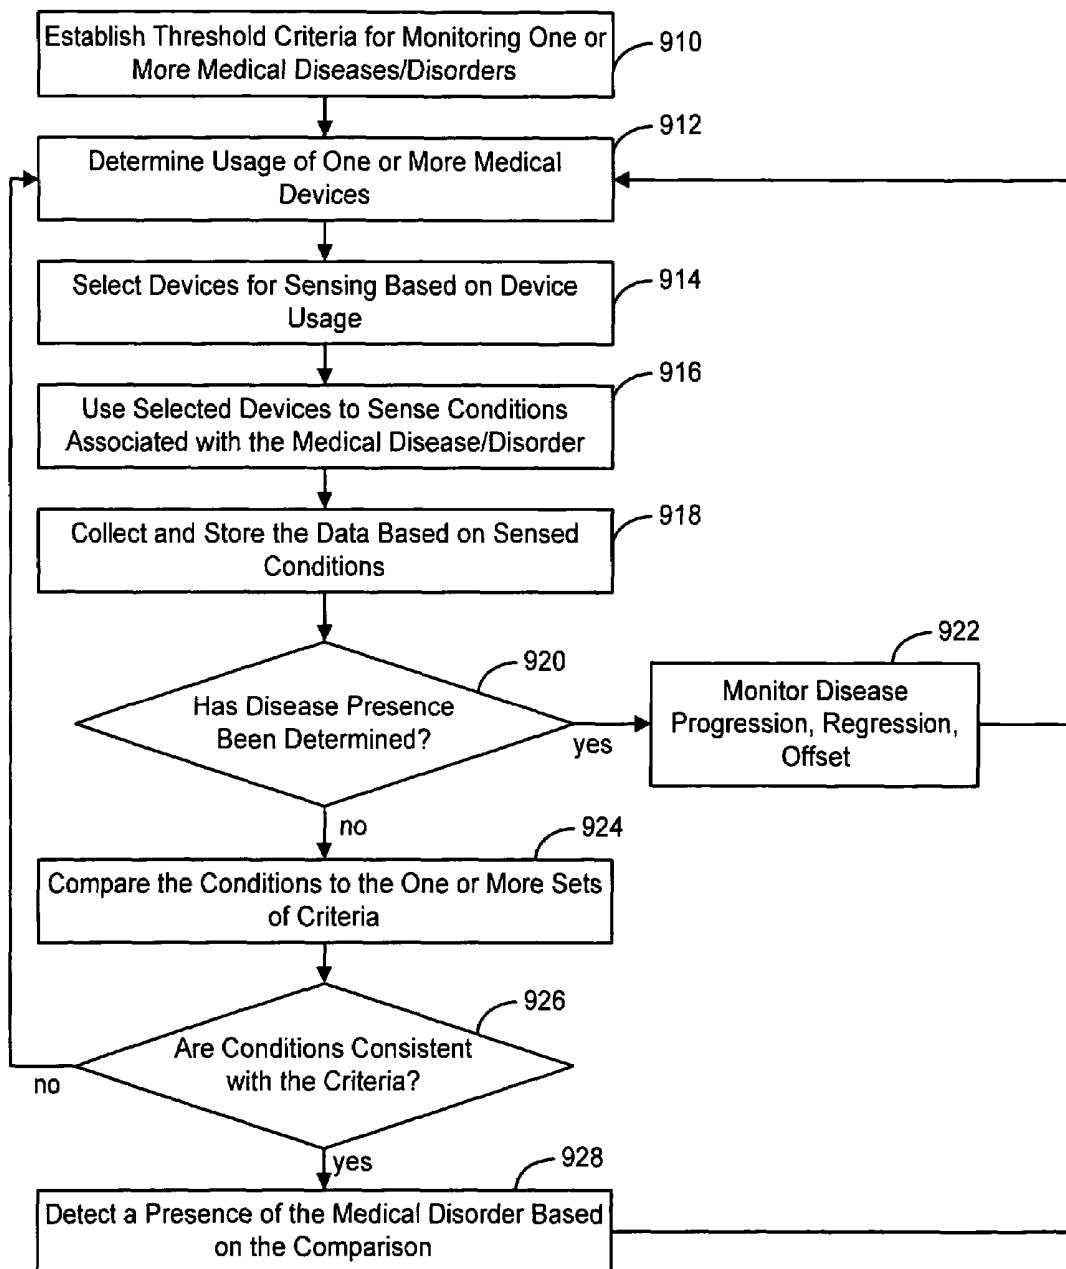 Establish Threshold Criteria for Monitoring One or
More Medical Diseases/Disorders
910
912
Determine Usage of One or More Medical
Devices
914
Select Devices for Sensing Based on Device
Usage
916
Use Selected Devices to Sense Conditions
Associated with the Medical Disease/Disorder
918
Collect and Store the Data Based on Sensed
Conditions
920
Has Disease Presence
Been Determined?
yes
922
Monitor Disease
Progression, Regression,
Offset
no
924
Compare the Conditions to the One or More Sets
of Criteria
926
Are Conditions Consistent
with the Criteria?
no
yes
928
Detect a Presence of the Medical Disorder Based
on the Comparison